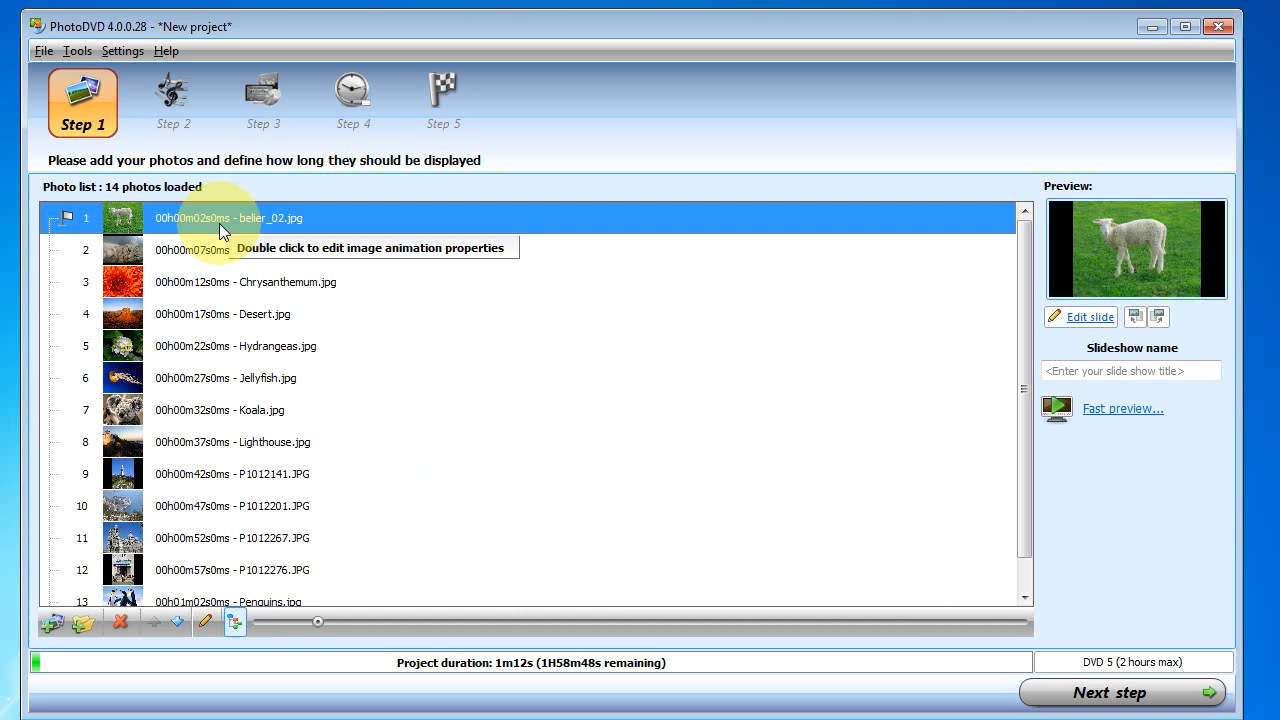 PhotoDVD 4.0.0.28 - *New project*
File Tools Settings Help
Step 1 Step 2 Step 3 Step 4 Step 5
Please add your photos and define how long they should be displayed
Photo list : 14 photos loaded
Preview:
1 00h00m02s0ms - belier_02.jpg
Double click to edit image animation properties
2 00h00m07s0ms
3 00h00m12s0ms - Chrysanthemum.jpg
4 00h00m17s0ms - Desert.jpg
5 00h00m22s0ms - Hydrangeas.jpg
6 00h00m27s0ms - Jellyfish.jpg
7 00h00m32s0ms - Koala.jpg
8 00h00m37s0ms - Lighthouse.jpg
9 00h00m42s0ms - P1012141.JPG
10 00h00m47s0ms - P1012201.JPG
11 00h00m52s0ms - P1012267.JPG
12 00h00m57s0ms - P1012276.JPG
13 00h01m02s0ms - Penguins.jpg
Edit slide
Slideshow name
<Enter your slide show title>
Fast preview...
Project duration: 1m12s (1H58m48s remaining)
DVD 5 (2 hours max)
Next step